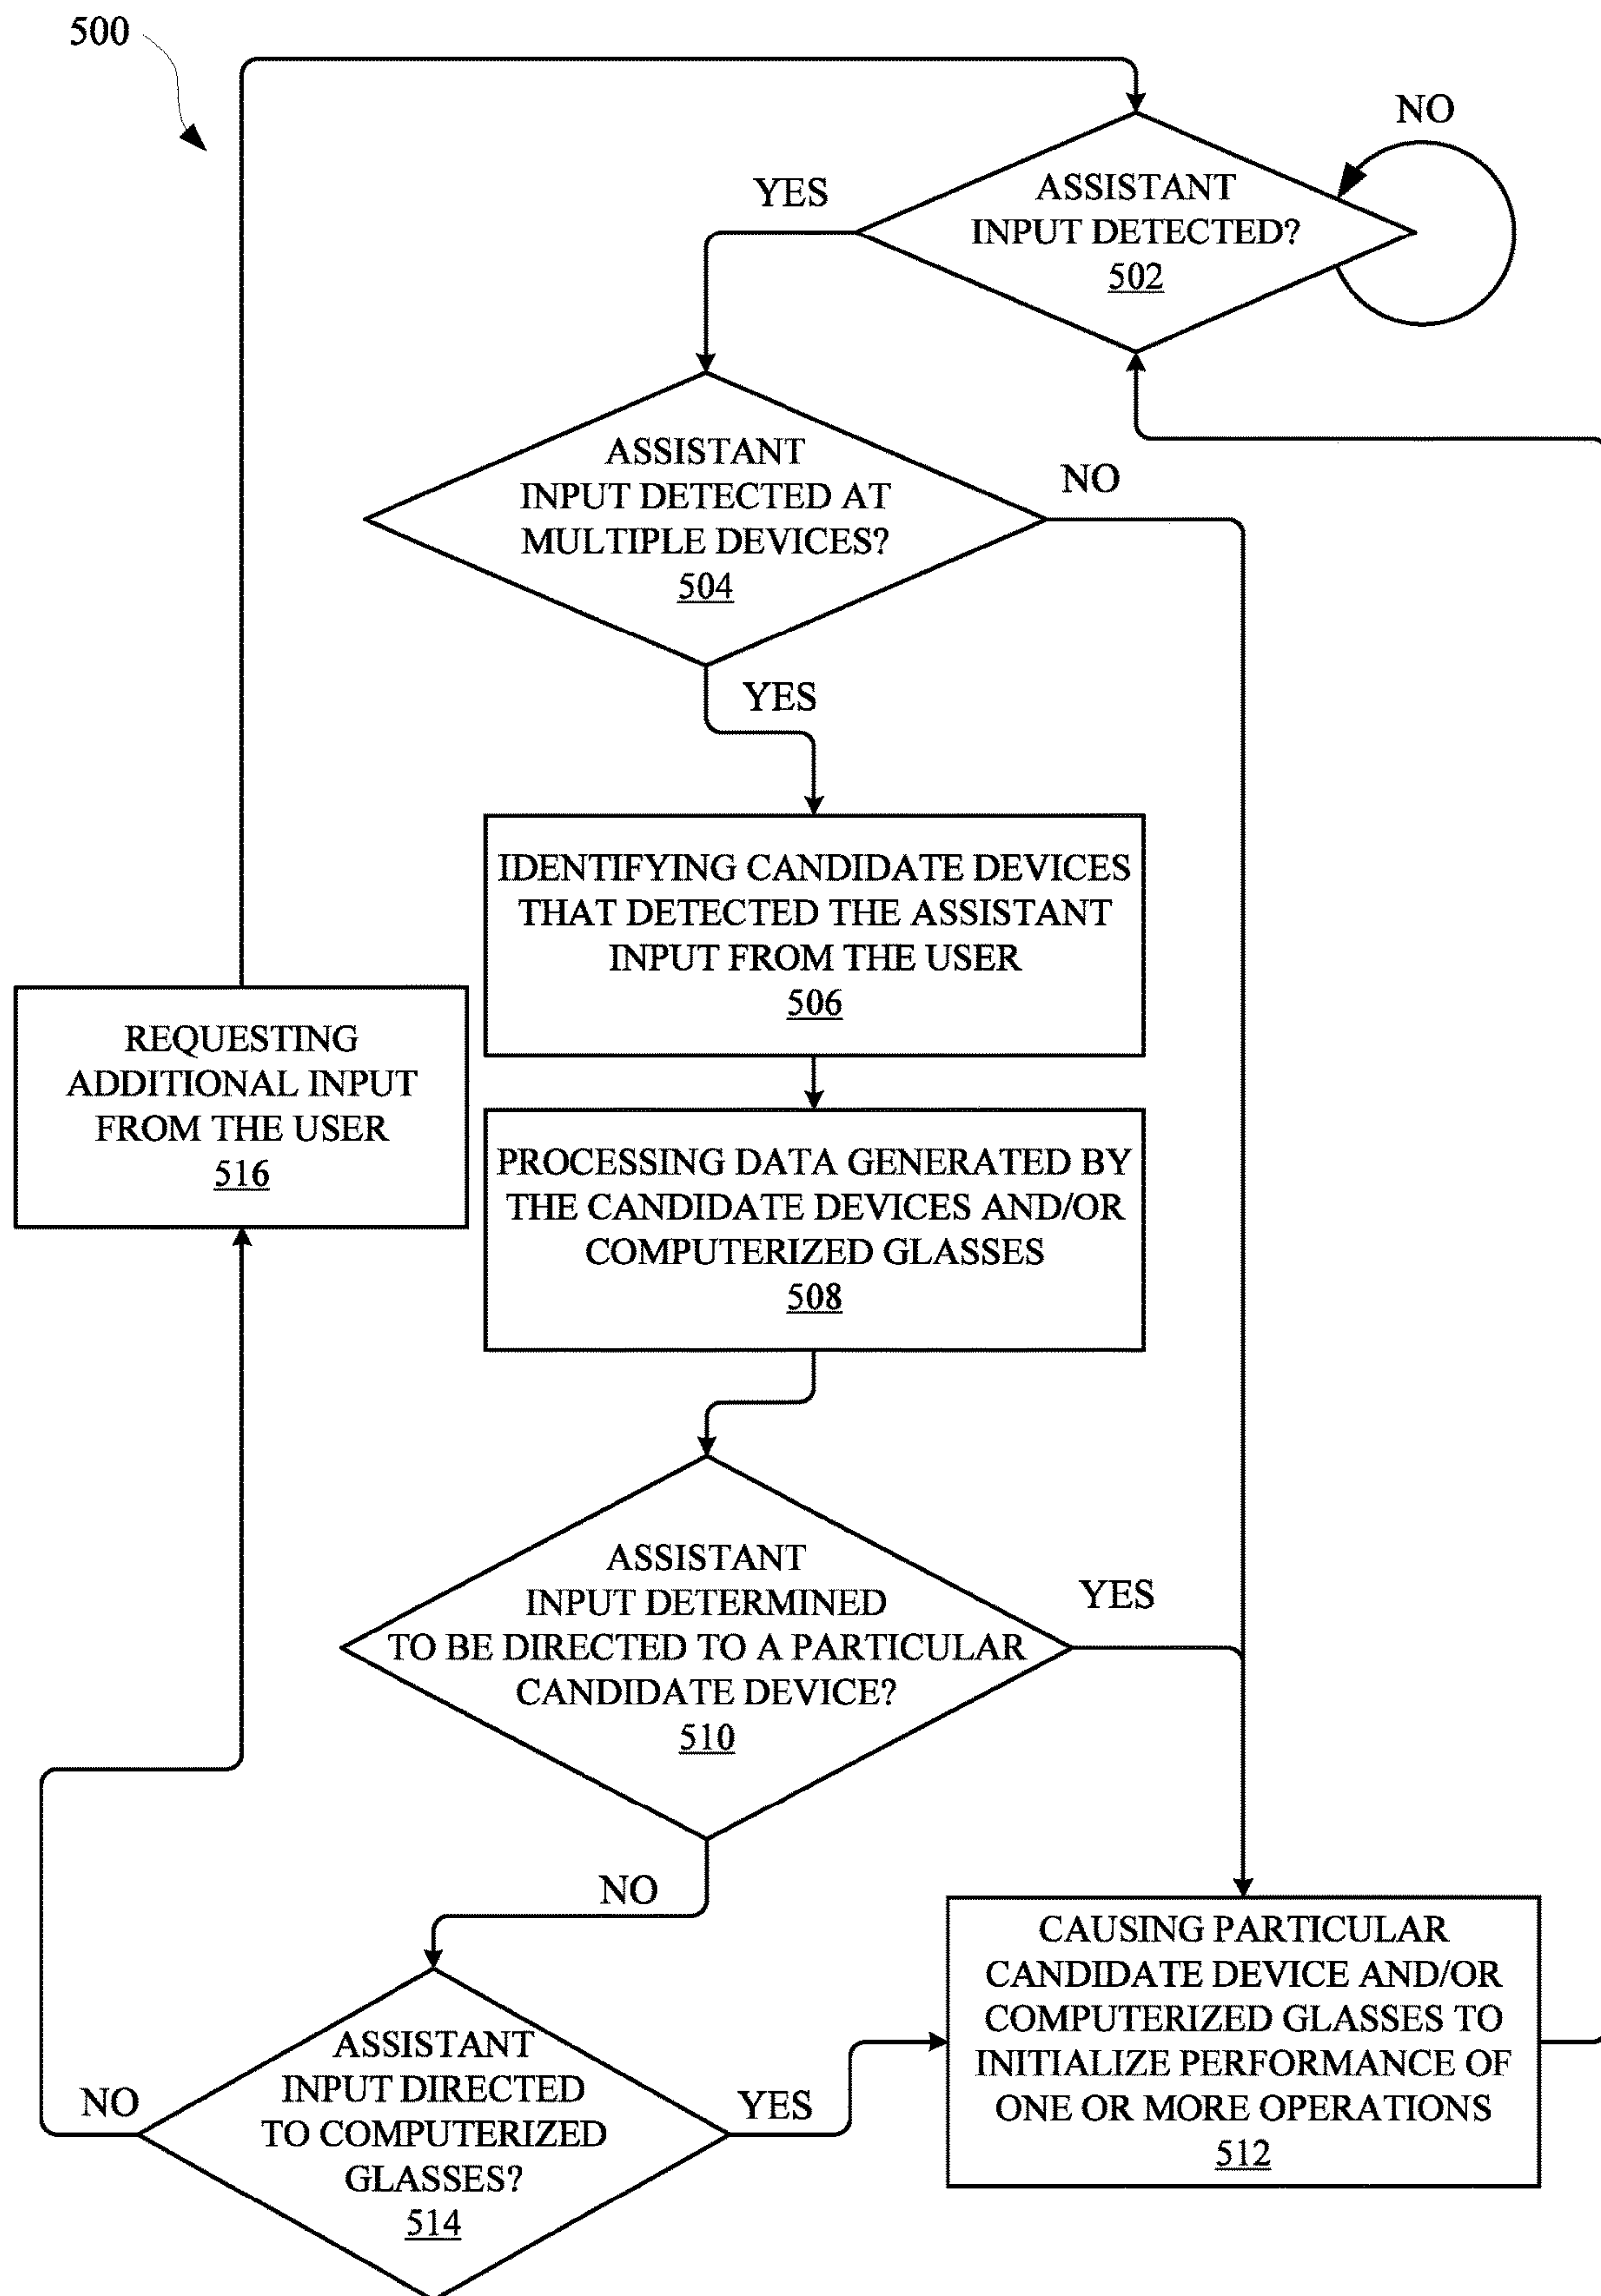 500
NO
YES
ASSISTANT
INPUT DETECTED?
502
ASSISTANT
INPUT DETECTED AT
MULTIPLE DEVICES?
504
NO
YES
IDENTIFYING CANDIDATE DEVICES
THAT DETECTED THE ASSISTANT
INPUT FROM THE USER
506
REQUESTING
ADDITIONAL INPUT
FROM THE USER
516
PROCESSING DATA GENERATED BY
THE CANDIDATE DEVICES AND/OR
COMPUTERIZED GLASSES
508
ASSISTANT
INPUT DETERMINED
TO BE DIRECTED TO A PARTICULAR
CANDIDATE DEVICE?
510
YES
NO
CAUSING PARTICULAR
CANDIDATE DEVICE AND/OR
COMPUTERIZED GLASSES TO
INITIALIZE PERFORMANCE OF
ONE OR MORE OPERATIONS
512
ASSISTANT
INPUT DIRECTED
TO COMPUTERIZED
GLASSES?
514
NO
YES